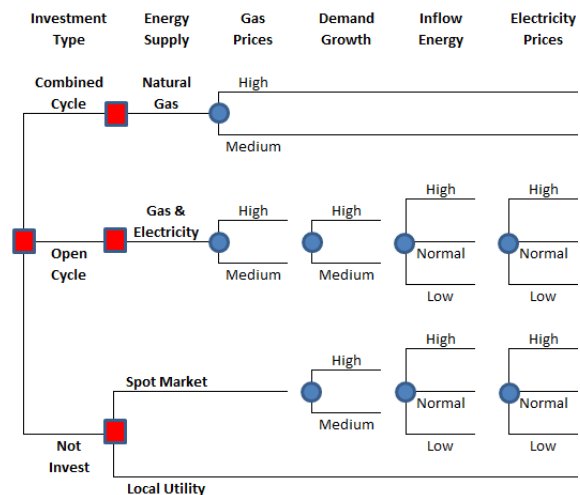 Investment Energy Gas Demand Inflow Electricity
Type Supply Prices Growth Energy Prices
Combined Natural High
Cycle Gas
Medium
High High
Gas & High High
Electricity
Open Normal Normal
Cycle Medium Medium
Low Low
High High
High
Spot Market
Normal Normal
Medium
Not Low Low
Invest
Local Utility